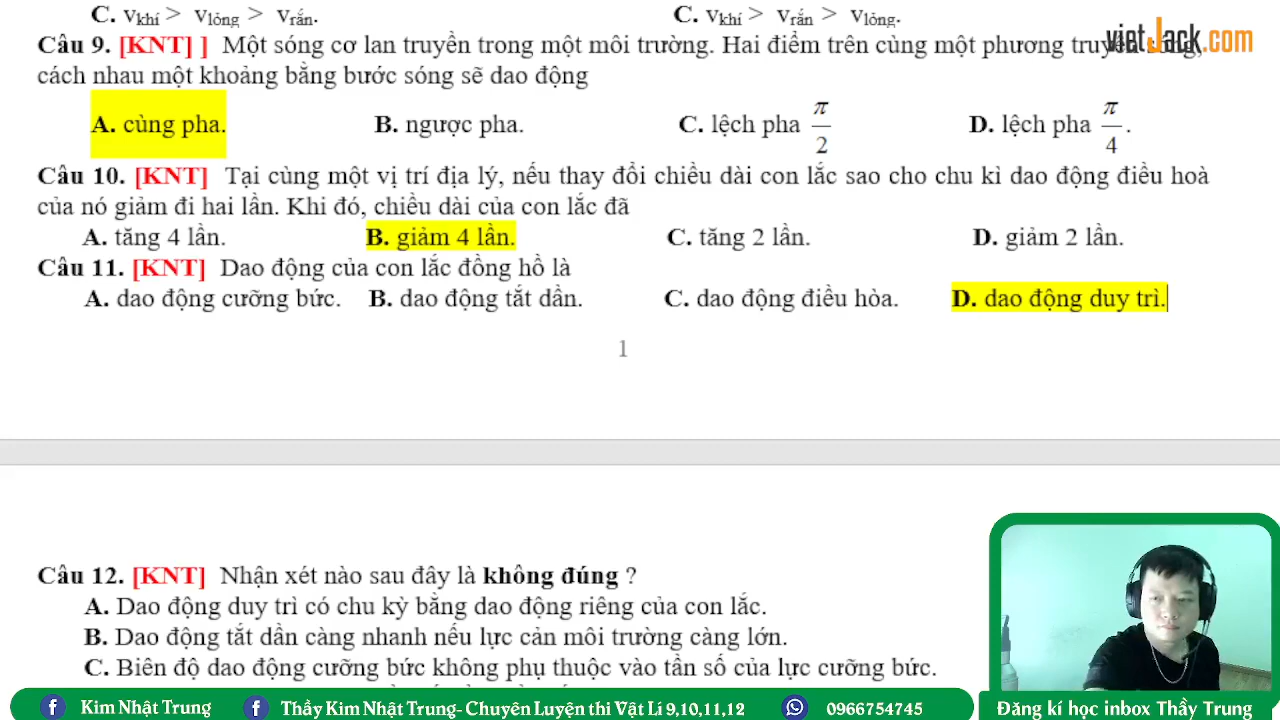 C. vkhí > vlỏng > vrắn. C. vkhí > vrắn > vlỏng.
vietJack.com
Câu 9. [KNT] ] Một sóng cơ lan truyền trong một môi trường. Hai điểm trên cùng một phương
cách nhau một khoảng bằng bước sóng sẽ dao động
A. cùng pha. B. ngược pha. C. lệch pha π/2 D. lệch pha π/4.
Câu 10. [KNT] Tại cùng một vị trí địa lý, nếu thay đổi chiều dài con lắc sao cho chu kì dao động điều hoà
của nó giảm đi hai lần. Khi đó, chiều dài của con lắc đã
A. tăng 4 lần. B. giảm 4 lần. C. tăng 2 lần. D. giảm 2 lần.
Câu 11. [KNT] Dao động của con lắc đồng hồ là
A. dao động cưỡng bức. B. dao động tắt dần. C. dao động điều hòa. D. dao động duy trì.
1
Câu 12. [KNT] Nhận xét nào sau đây là không đúng ?
A. Dao động duy trì có chu kỳ bằng dao động riêng của con lắc.
B. Dao động tắt dần càng nhanh nếu lực cản môi trường càng lớn.
C. Biên độ dao động cưỡng bức không phụ thuộc vào tần số của lực cưỡng bức.
Kim Nhật Trung Thầy Kim Nhật Trung- Chuyên Luyện thi Vật Lí 9,10,11,12 0966754745 Đăng kí học inbox Thầy Trung